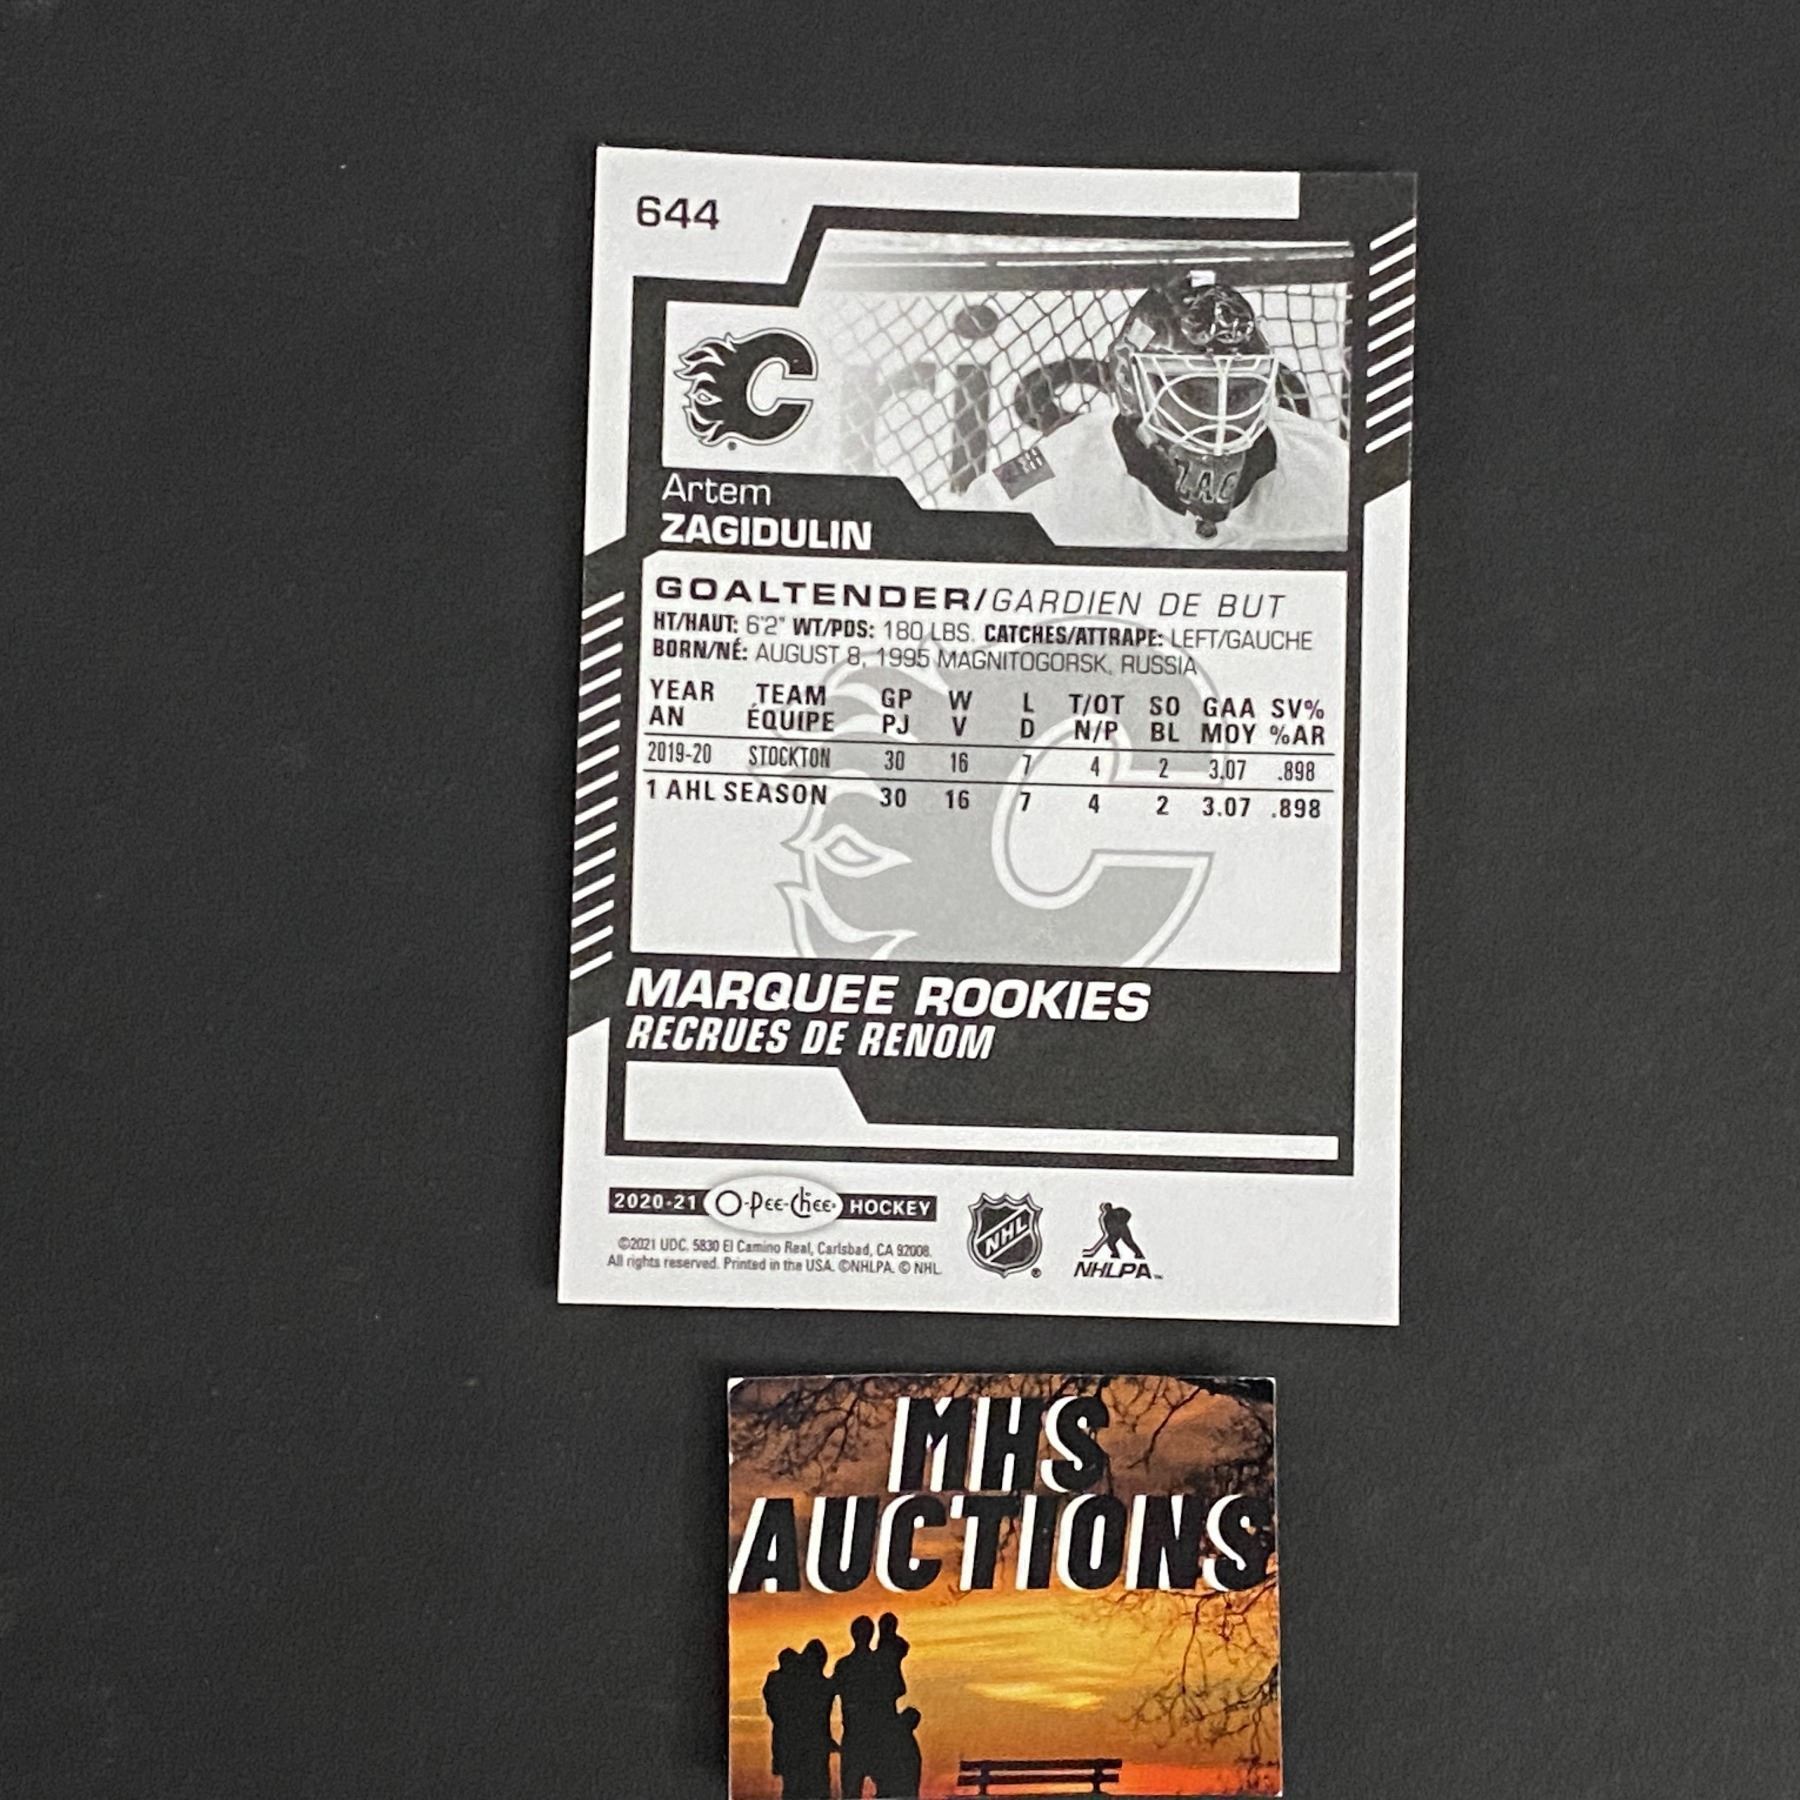 644
ZAG
Artem
ZAGIDULIN
GOALTENDER/GARDIEN DE BUT
HT/HAUT: 6'2" WT/PDS: 180 LBS. CATCHES/ATTRAPE: LEFT/GAUCHE
BORN/NÉ: AUGUST 8, 1995 MAGNITOGORSK, RUSSIA
YEAR TEAM GP W L T/OT SO GAA SV%
AN ÉQUIPE PJ V D N/P BL MOY %AR
2019-20 STOCKTON 30 16 7 4 2 3.07 .898
1 AHL SEASON 30 16 7 4 2 3.07 .898
MARQUEE ROOKIES
RECRUES DE RENOM
2020-21 O-Pee-Chee HOCKEY
©2021 UDC. 5830 El Camino Real, Carlsbad, CA 92008.
All rights reserved. Printed in the USA. ©NHLPA. © NHL.
NHL
NHLPA™
MHS
AUCTIONS